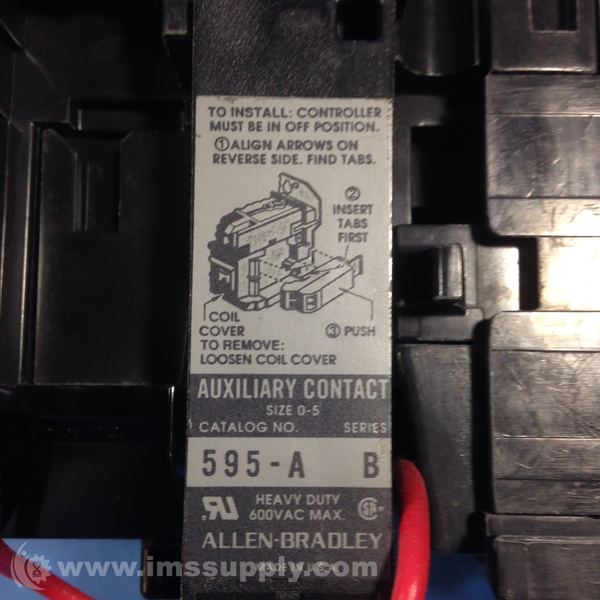 TO INSTALL: CONTROLLER
MUST BE IN OFF POSITION.
①ALIGN ARROWS ON
REVERSE SIDE. FIND TABS.
②
INSERT
TABS
FIRST
COIL
COVER
③ PUSH
TO REMOVE:
LOOSEN COIL COVER
AUXILIARY CONTACT
SIZE 0-5
CATALOG NO. SERIES
595-A B
HEAVY DUTY
600VAC MAX.
ALLEN-BRADLEY
MADE IN U.S.A.
www.imssupply.com